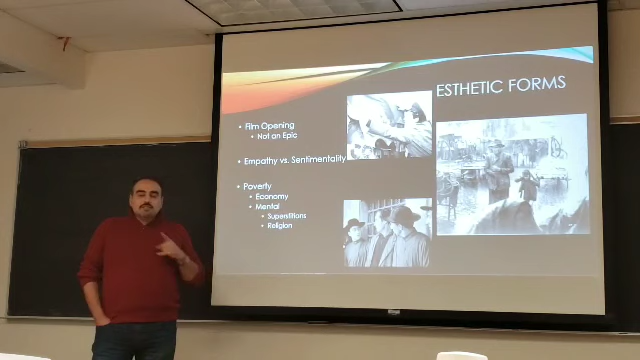 ESTHETIC FORMS
• Film Opening
• Not an Epic
• Empathy vs. Sentimentality
• Poverty
• Economy
• Mental
• Superstitions
• Religion